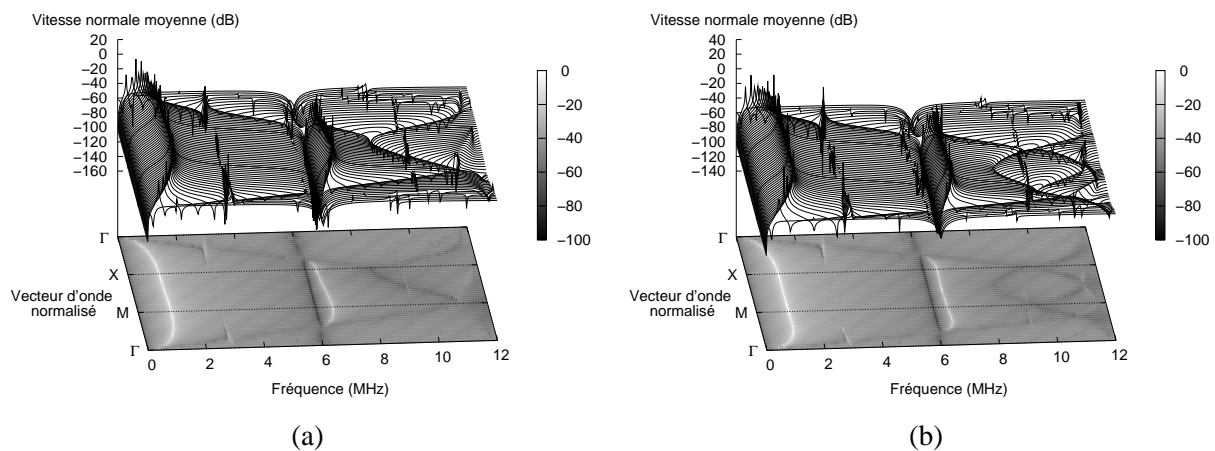 Vitesse normale moyenne (dB)
20
0
−20
−40
−60
−80
−100
−120
−140
−160
0
−20
−40
−60
−80
−100
Γ
X
M
Γ
Vecteur d'onde
normalisé
0 2 4 6 8 10 12
Fréquence (MHz)
(a)
Vitesse normale moyenne (dB)
40
20
0
−20
−40
−60
−80
−100
−120
−140
0
−20
−40
−60
−80
−100
Γ
X
M
Γ
Vecteur d'onde
normalisé
0 2 4 6 8 10 12
Fréquence (MHz)
(b)